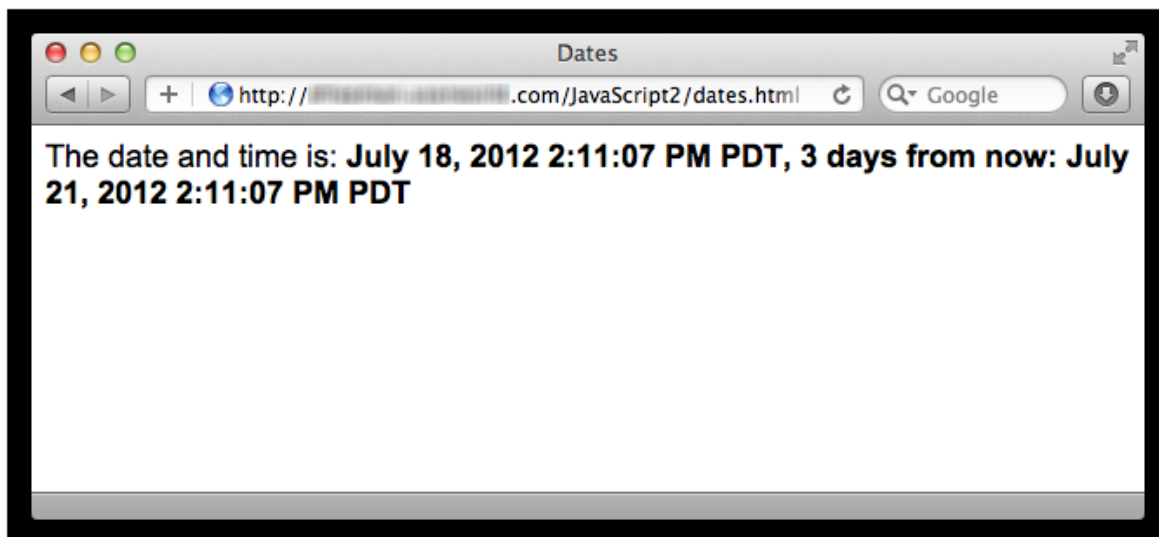 Dates
+ http:// .com/JavaScript2/dates.html Google
The date and time is: July 18, 2012 2:11:07 PM PDT, 3 days from now: July
21, 2012 2:11:07 PM PDT